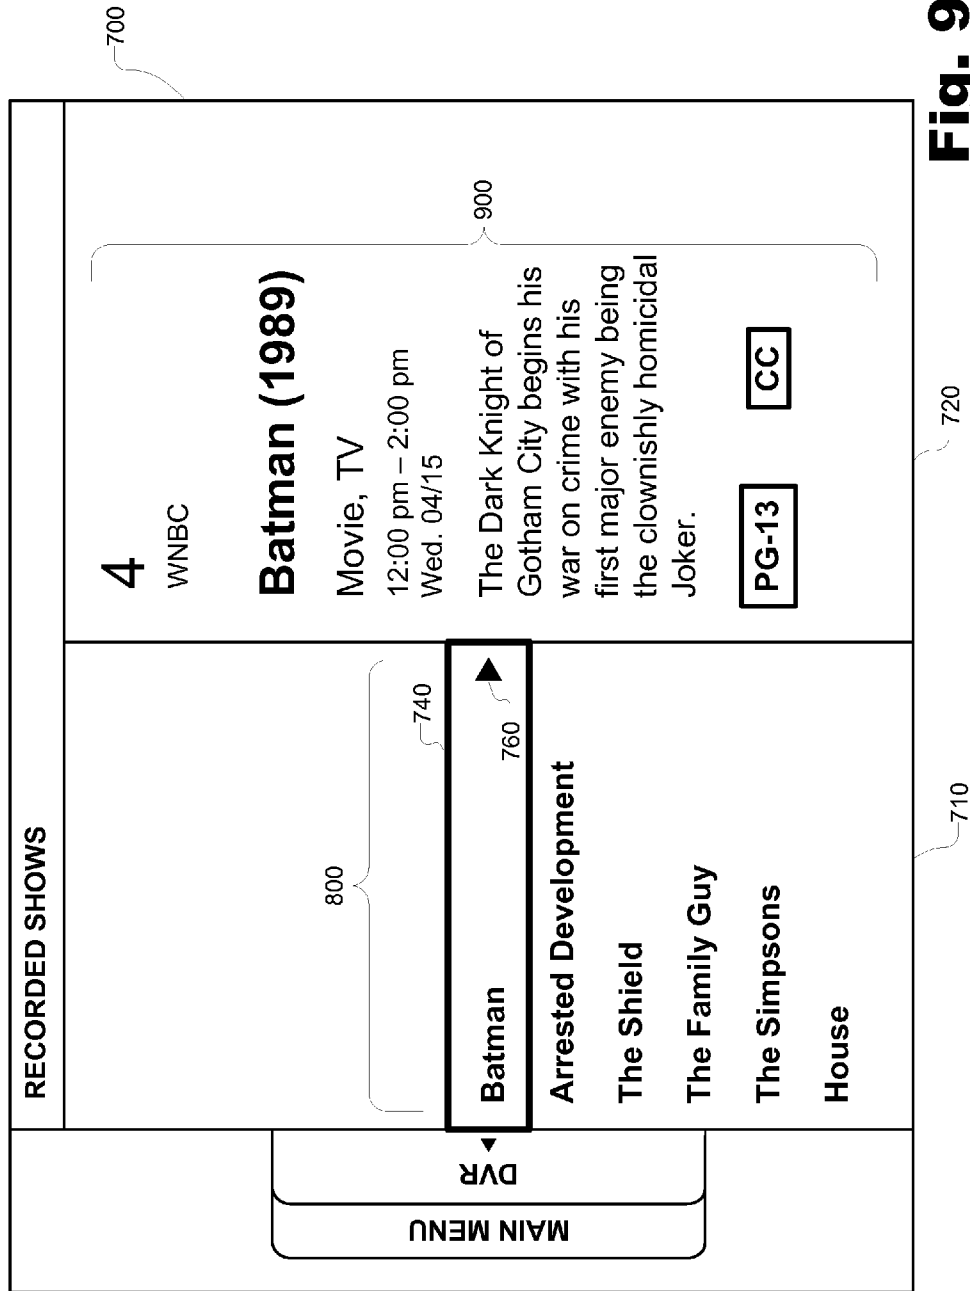 700
RECORDED SHOWS
MAIN MENU
DVR
800
740
Batman
760
Arrested Development
The Shield
The Family Guy
The Simpsons
House
710
4
WNBC
Batman (1989)
Movie, TV
12:00 pm – 2:00 pm
Wed. 04/15
The Dark Knight of
Gotham City begins his
war on crime with his
first major enemy being
the clownishly homicidal
Joker.
PG-13
CC
900
720
Fig. 9